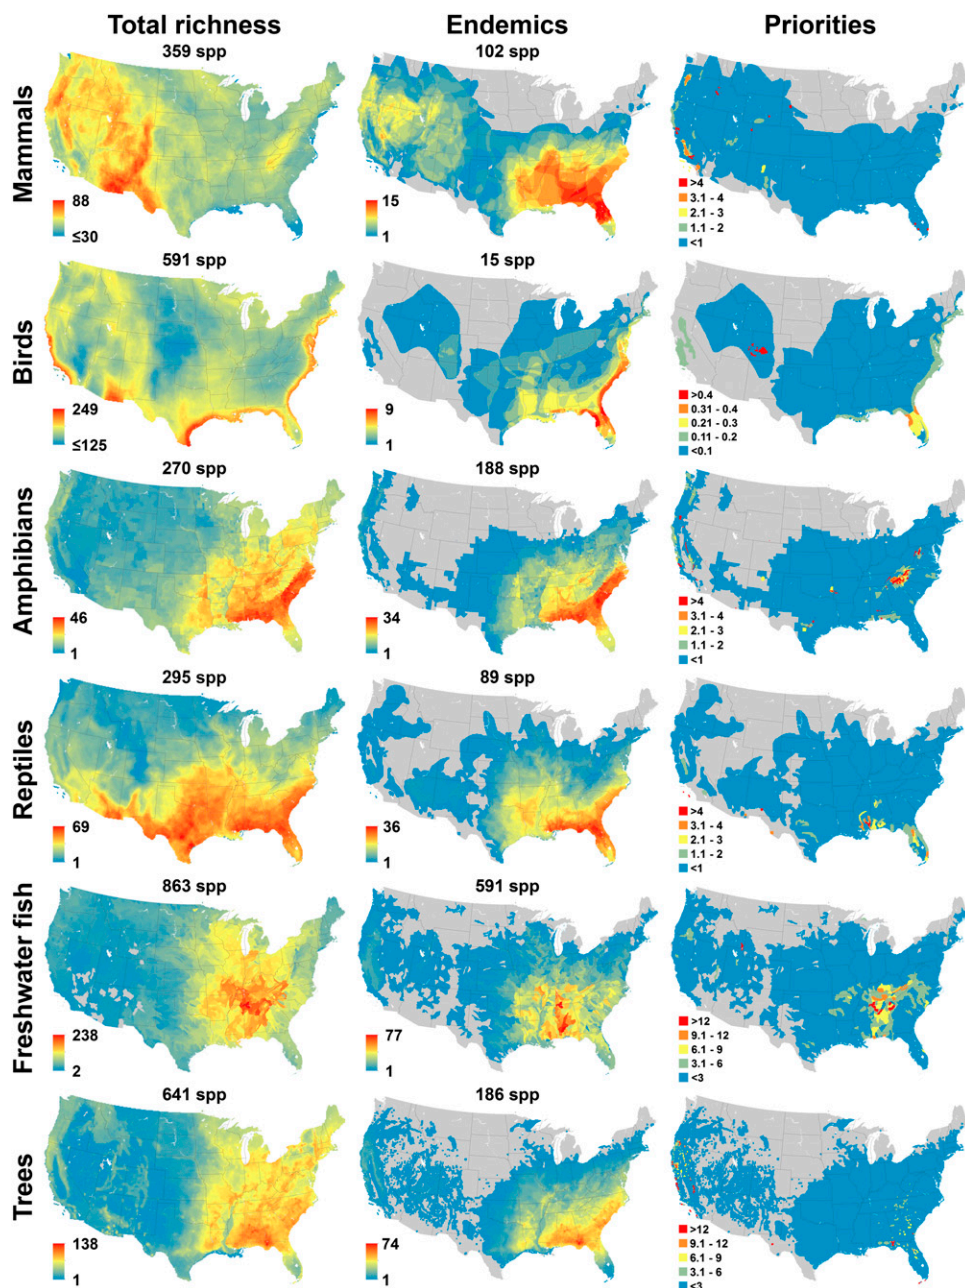 Total richness Endemics Priorities
Mammals
359 spp 102 spp
88
≤30
15
1
>4
3.1 - 4
2.1 - 3
1.1 - 2
<1
Birds
591 spp 15 spp
249
≤125
9
1
>0.4
0.31 - 0.4
0.21 - 0.3
0.11 - 0.2
<0.1
Amphibians
270 spp 188 spp
46
1
34
1
>4
3.1 - 4
2.1 - 3
1.1 - 2
<1
Reptiles
295 spp 89 spp
69
1
36
1
>4
3.1 - 4
2.1 - 3
1.1 - 2
<1
Freshwater fish
863 spp 591 spp
238
2
77
1
>12
9.1 - 12
6.1 - 9
3.1 - 6
<3
Trees
641 spp 186 spp
138
1
74
1
>12
9.1 - 12
6.1 - 9
3.1 - 6
<3